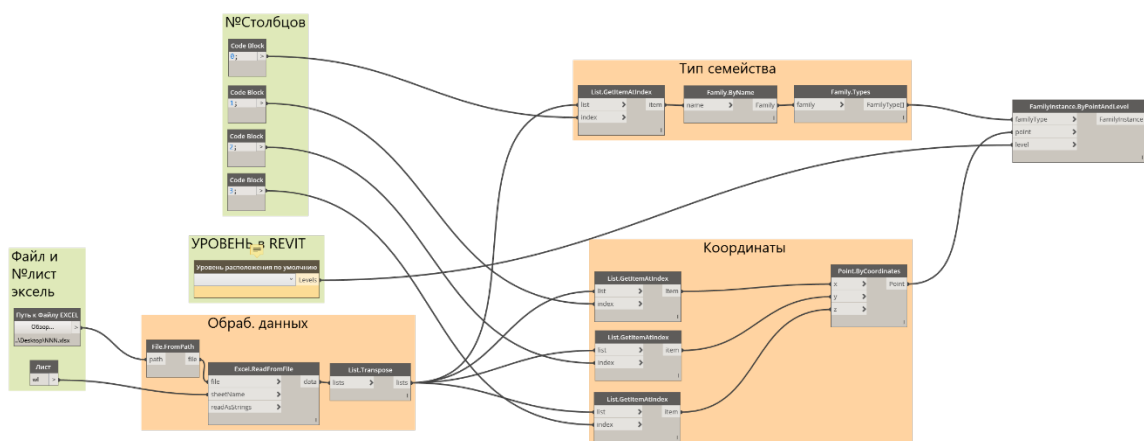 №Столбцов
Code Block
0;
>
Code Block
1;
>
Code Block
2;
>
Code Block
3;
>
УРОВЕНЬ в REVIT
Уровень расположения по умолчанию
Levels
Файл и
№лист
эксель
Путь к Файлу EXCEL
Обзор...
>
..\Desktop\NNN.xlsx
Лист
>
Обраб. данных
File.FromPath
path
>
file
Excel.ReadFromFile
file
>
data
sheetName
>
readAsStrings
>
List.Transpose
lists
>
lists
Тип семейства
List.GetItemAtIndex
list
>
item
index
>
Family.ByName
name
>
Family
Family.Types
family
>
FamilyType[]
FamilyInstance.ByPointAndLevel
familyType
>
FamilyInstance
point
>
level
>
Координаты
List.GetItemAtIndex
list
>
item
index
>
List.GetItemAtIndex
list
>
item
index
>
List.GetItemAtIndex
list
>
item
index
>
Point.ByCoordinates
x
>
Point
y
>
z
>